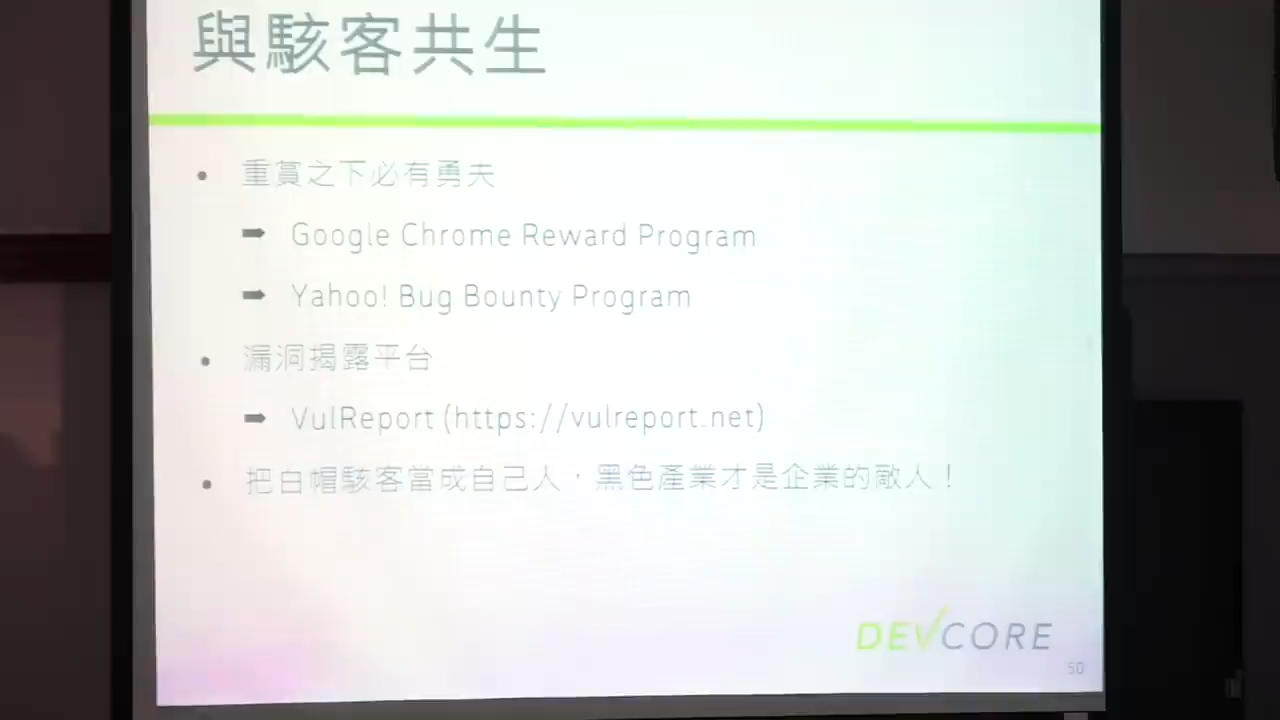 與駭客共生
• 重賞之下必有勇夫
➡ Google Chrome Reward Program
➡ Yahoo! Bug Bounty Program
• 漏洞揭露平台
➡ VulReport (https://vulreport.net)
• 把白帽駭客當成自己人，黑色產業才是企業的敵人！
DEVCORE
50